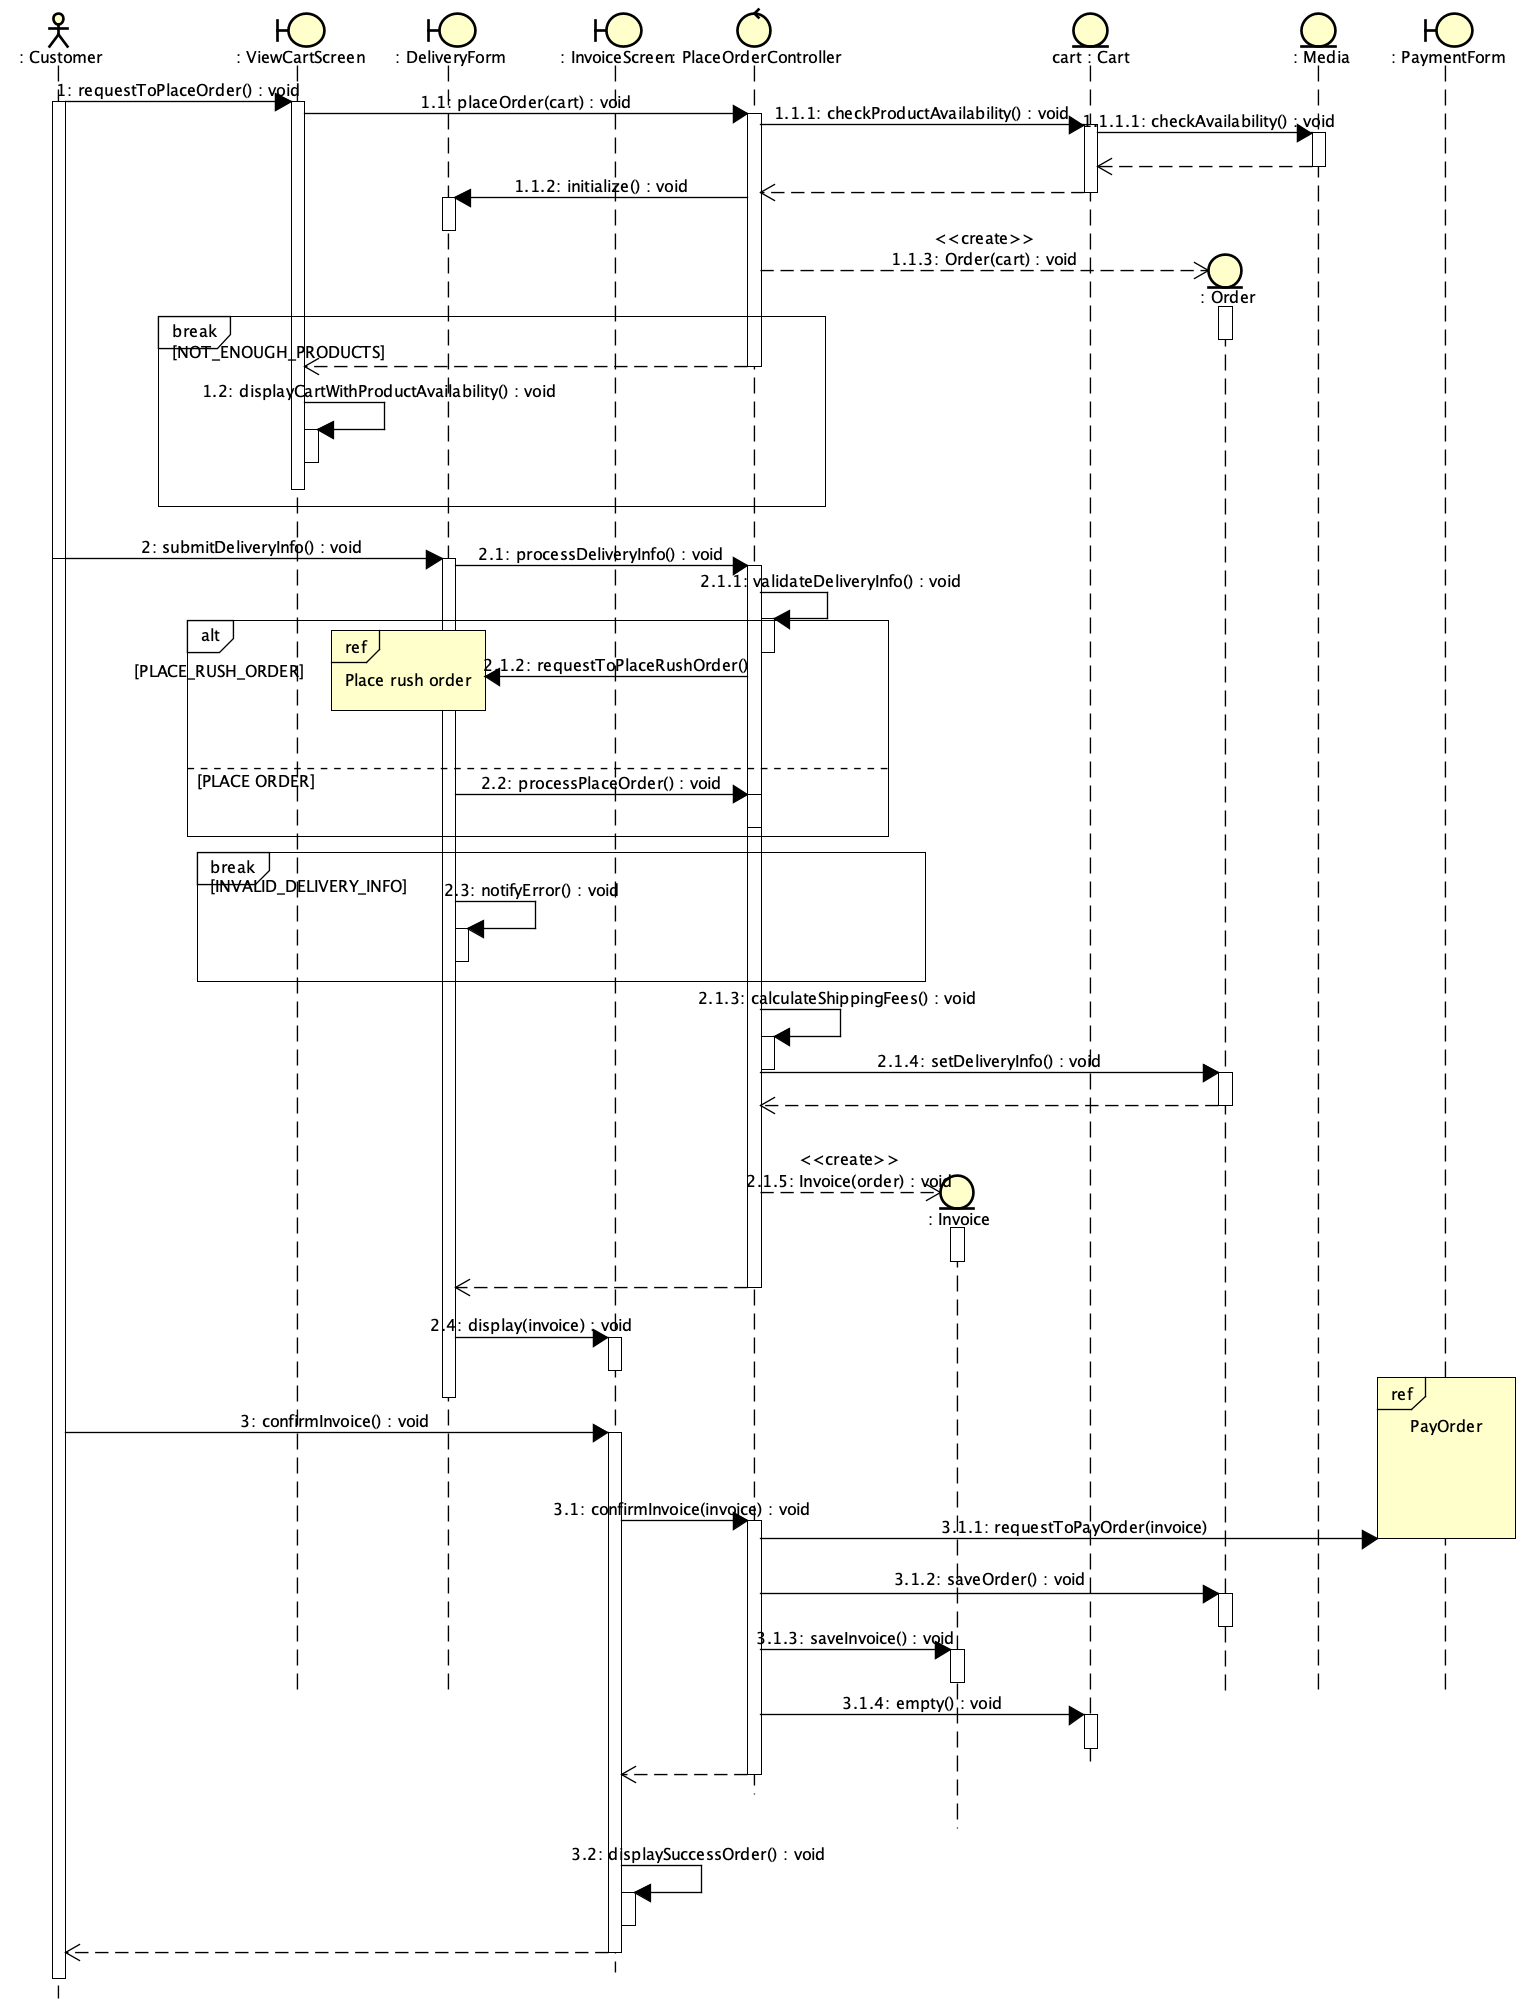 : Customer
: ViewCartScreen
: DeliveryForm
: InvoiceScreen
: PlaceOrderController
cart : Cart
: Media
: PaymentForm
1: requestToPlaceOrder() : void
1.1: placeOrder(cart) : void
1.1.1: checkProductAvailability() : void
1.1.1.1: checkAvailability() : void
1.1.2: initialize() : void
<<create>>
1.1.3: Order(cart) : void
: Order
break
[NOT_ENOUGH_PRODUCTS]
1.2: displayCartWithProductAvailability() : void
2: submitDeliveryInfo() : void
2.1: processDeliveryInfo() : void
2.1.1: validateDeliveryInfo() : void
alt
ref
[PLACE_RUSH_ORDER]
Place rush order
2.1.2: requestToPlaceRushOrder()
[PLACE ORDER]
2.2: processPlaceOrder() : void
break
[INVALID_DELIVERY_INFO]
2.3: notifyError() : void
2.1.3: calculateShippingFees() : void
2.1.4: setDeliveryInfo() : void
<<create>>
2.1.5: Invoice(order) : void
: Invoice
2.4: display(invoice) : void
ref
PayOrder
3: confirmInvoice() : void
3.1: confirmInvoice(invoice) : void
3.1.1: requestToPayOrder(invoice)
3.1.2: saveOrder() : void
3.1.3: saveInvoice() : void
3.1.4: empty() : void
3.2: displaySuccessOrder() : void